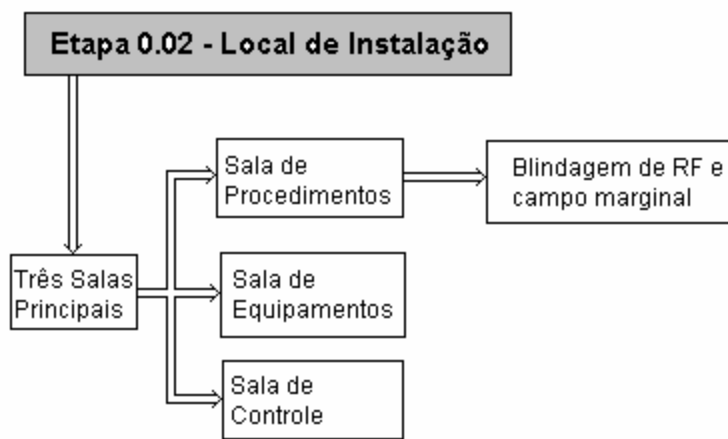 Etapa 0.02 - Local de Instalação
Sala de
Procedimentos
Blindagem de RF e
campo marginal
Três Salas
Principais
Sala de
Equipamentos
Sala de
Controle